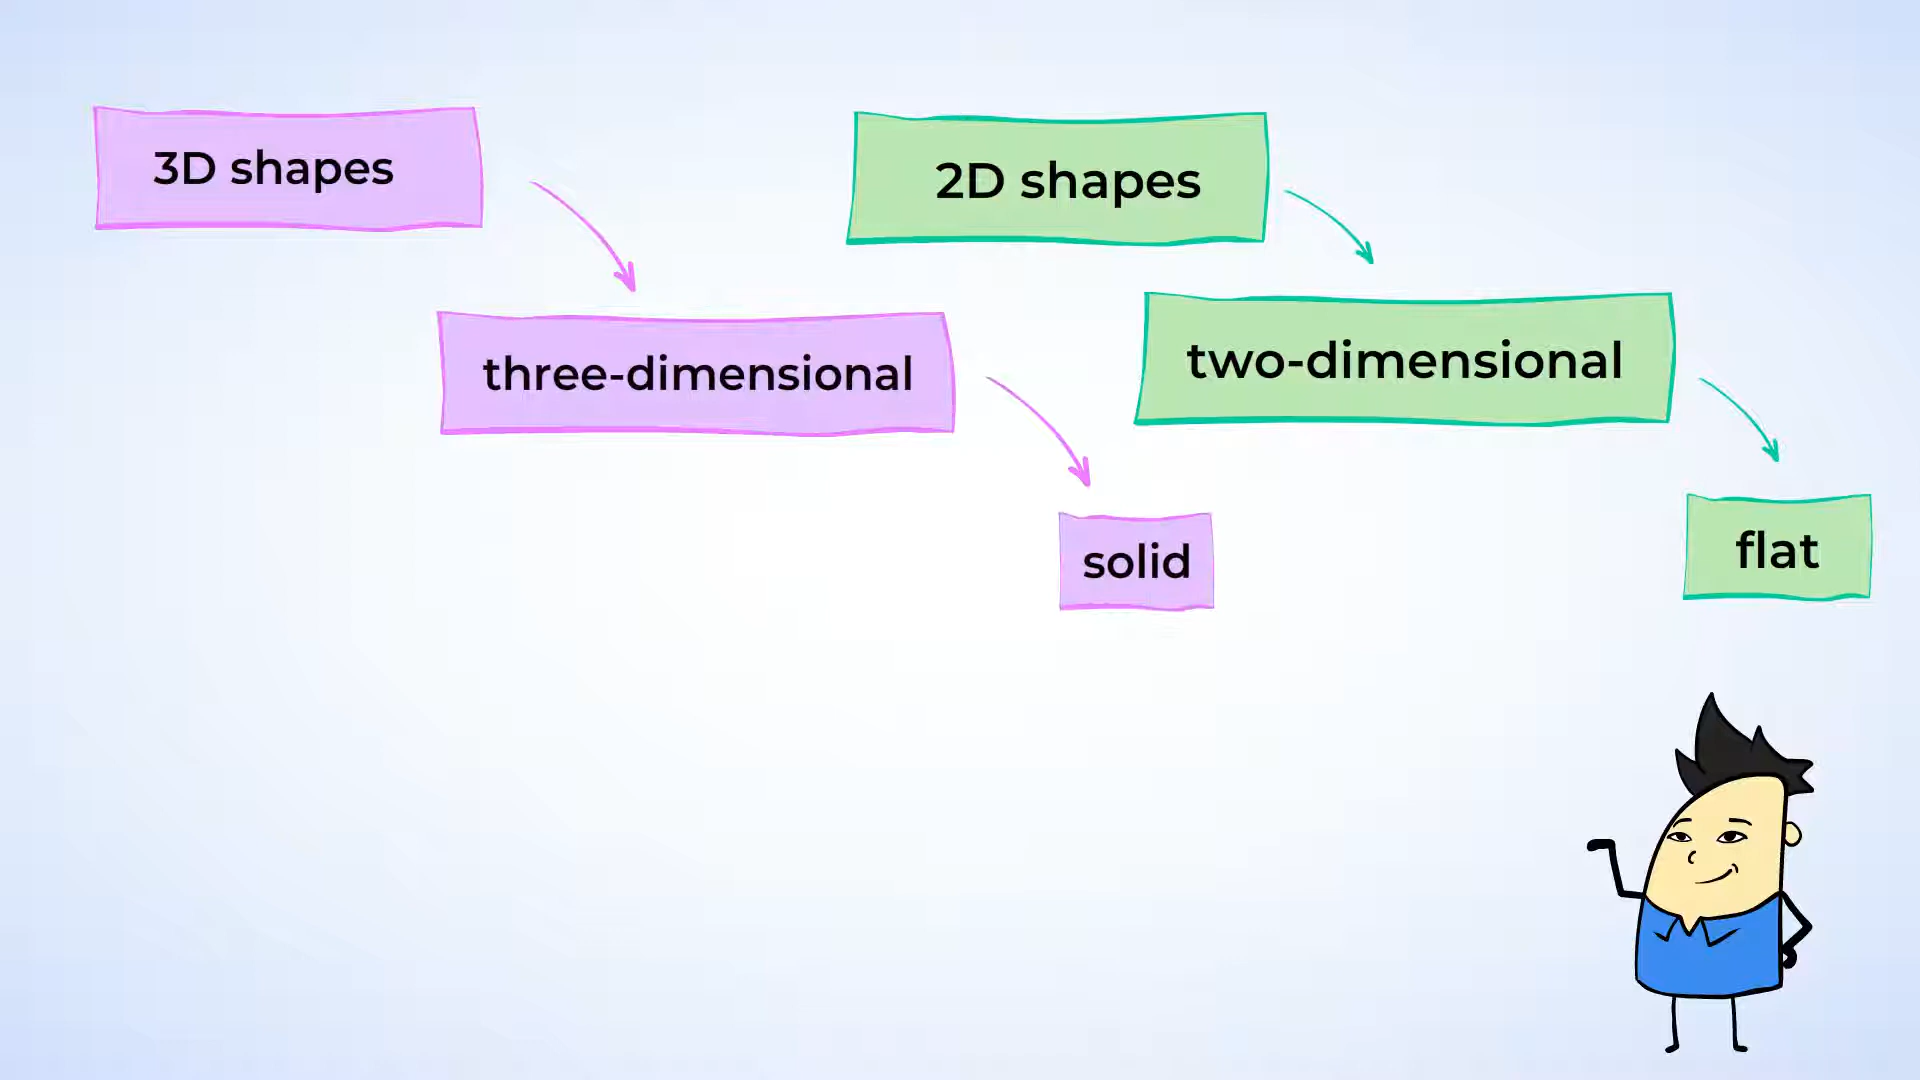 3D shapes
three-dimensional
solid
2D shapes
two-dimensional
flat